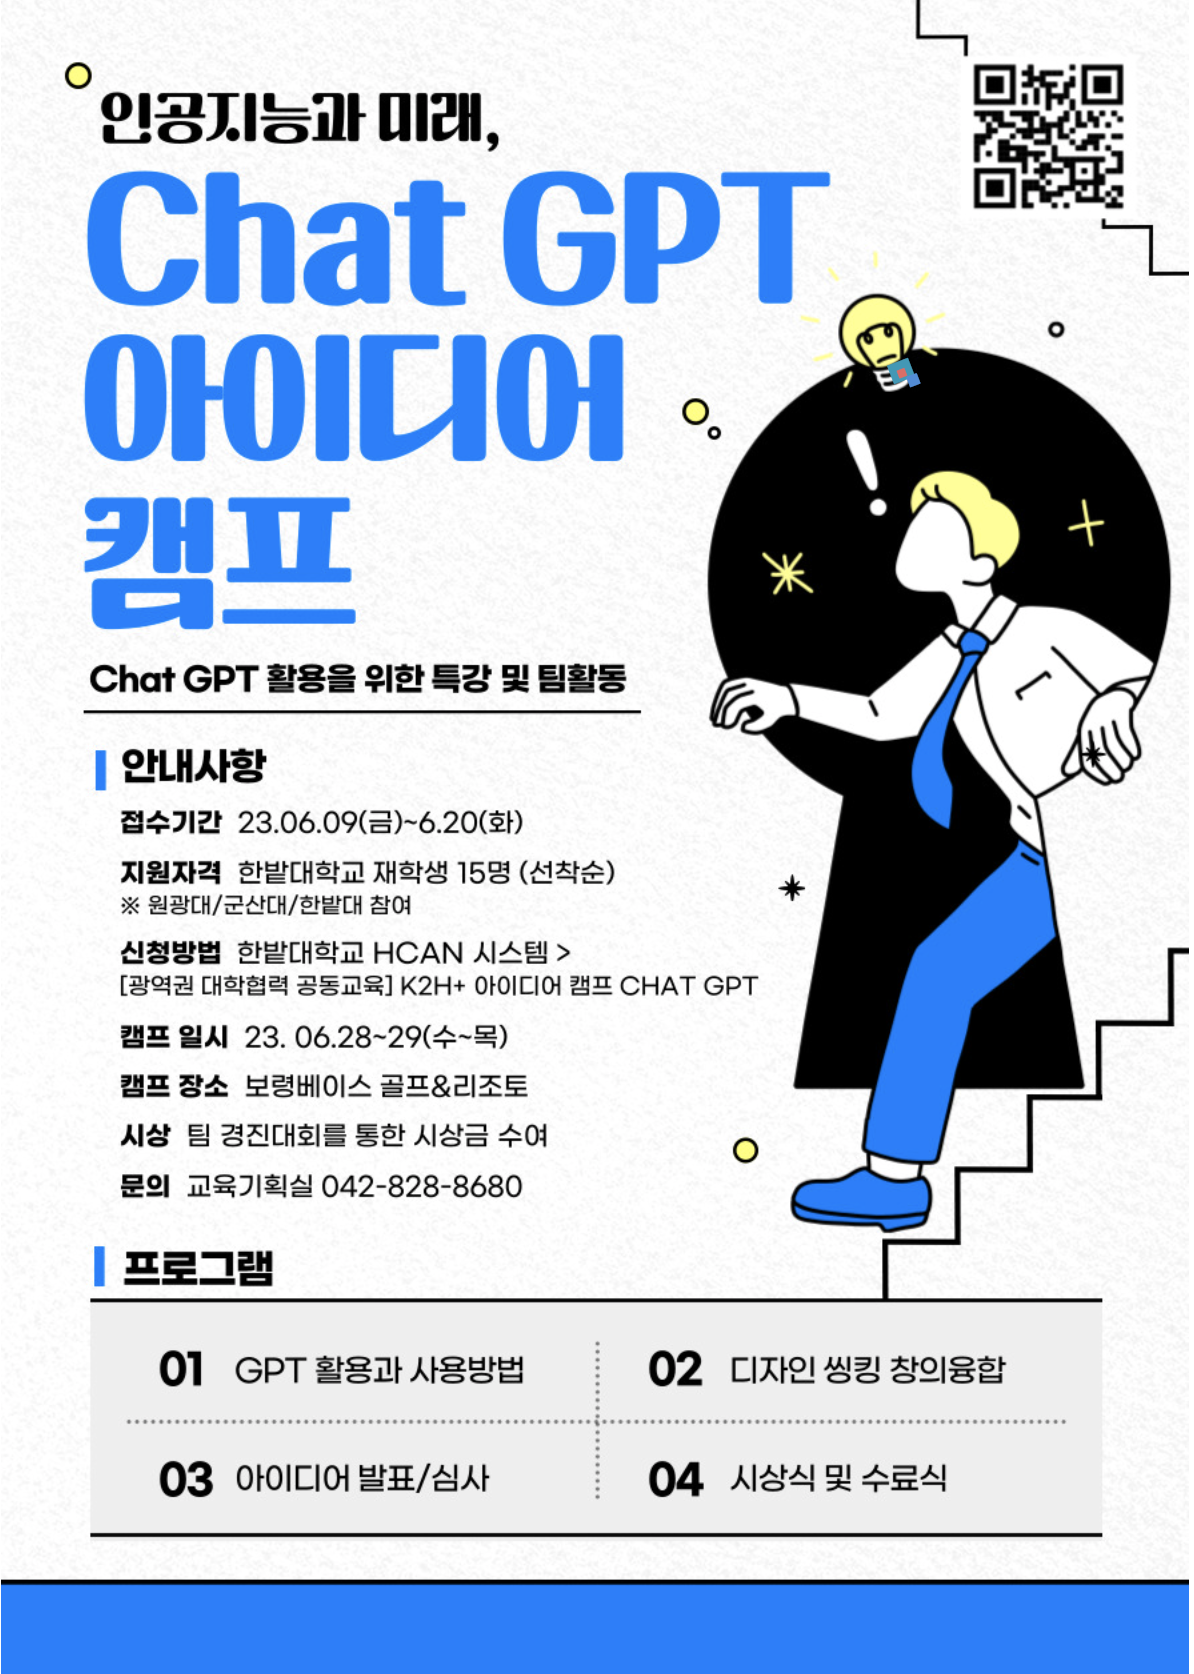 인공지능과 미래,
Chat GPT
아이디어
캠프
Chat GPT 활용을 위한 특강 및 팀활동
안내사항
접수기간 23.06.09(금)~6.20(화)
지원자격 한밭대학교 재학생 15명 (선착순)
※ 원광대/군산대/한밭대 참여
신청방법 한밭대학교 HCAN 시스템 >
[광역권 대학협력 공동교육] K2H+ 아이디어 캠프 CHAT GPT
캠프 일시 23. 06.28~29(수~목)
캠프 장소 보령베이스 골프&리조토
시상 팀 경진대회를 통한 시상금 수여
문의 교육기획실 042-828-8680
프로그램
01 GPT 활용과 사용방법
02 디자인 씽킹 창의융합
03 아이디어 발표/심사
04 시상식 및 수료식